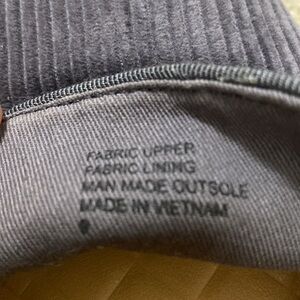 FABRIC UPPER
FABRIC LINING
MAN MADE OUTSOLE
MADE IN VIETNAM